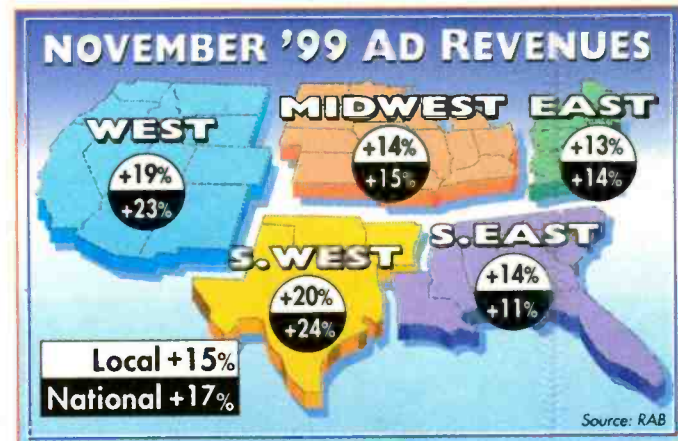 NOVEMBER '99 AD REVENUES
WEST
+19%
+23%
MIDWEST
+14%
+15%
EAST
+13%
+14%
S.WEST
+20%
+24%
S.EAST
+14%
+11%
Local +15%
National +17%
Source: RAB